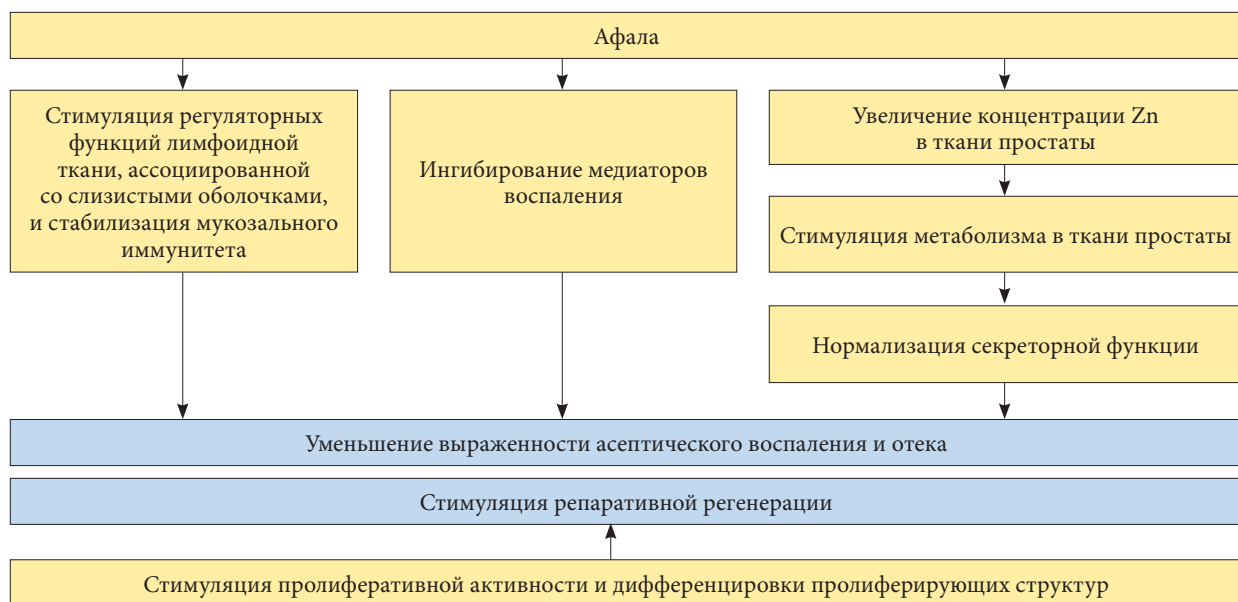 Афала
Стимуляция регуляторных
функций лимфоидной
ткани, ассоциированной
со слизистыми оболочками,
и стабилизация мукозального
иммунитета
Ингибирование медиаторов
воспаления
Увеличение концентрации Zn
в ткани простаты
Стимуляция метаболизма в ткани простаты
Нормализация секреторной функции
Уменьшение выраженности асептического воспаления и отека
Стимуляция репаративной регенерации
Стимуляция пролиферативной активности и дифференцировки пролиферирующих структур